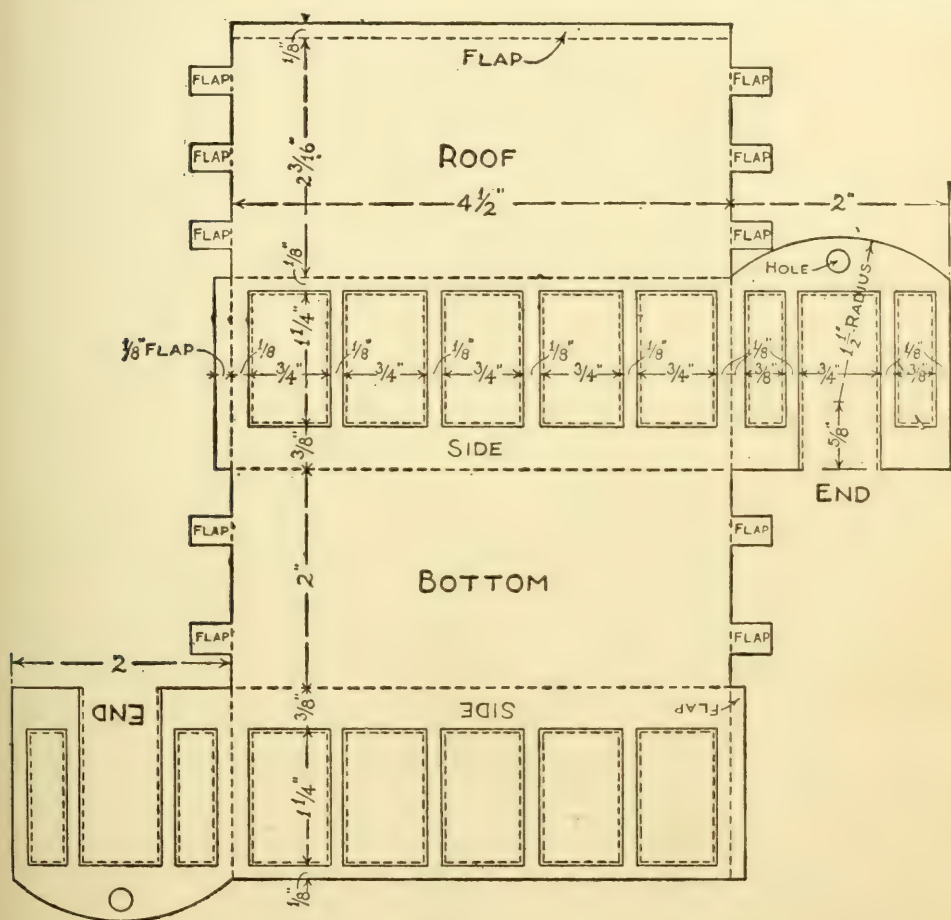 1/8"
FLAP
FLAP FLAP
2 3/16"
FLAP ROOF FLAP
4 1/2" 2"
FLAP FLAP
1/8" HOLE 1 1/2" RADIUS
1 1/4"
1/8" FLAP 1/8 3/4" 1/8" 3/4" 1/8" 3/4" 1/8" 3/4" 1/8" 3/4" 1/8" 1/8" 3/8" 3/4" 1/8" 3/8"
3/8" SIDE 5/8"
END
FLAP FLAP
2" BOTTOM
FLAP FLAP
2
END 3/8" SIDE FLAP
1 1/4"
1/8"